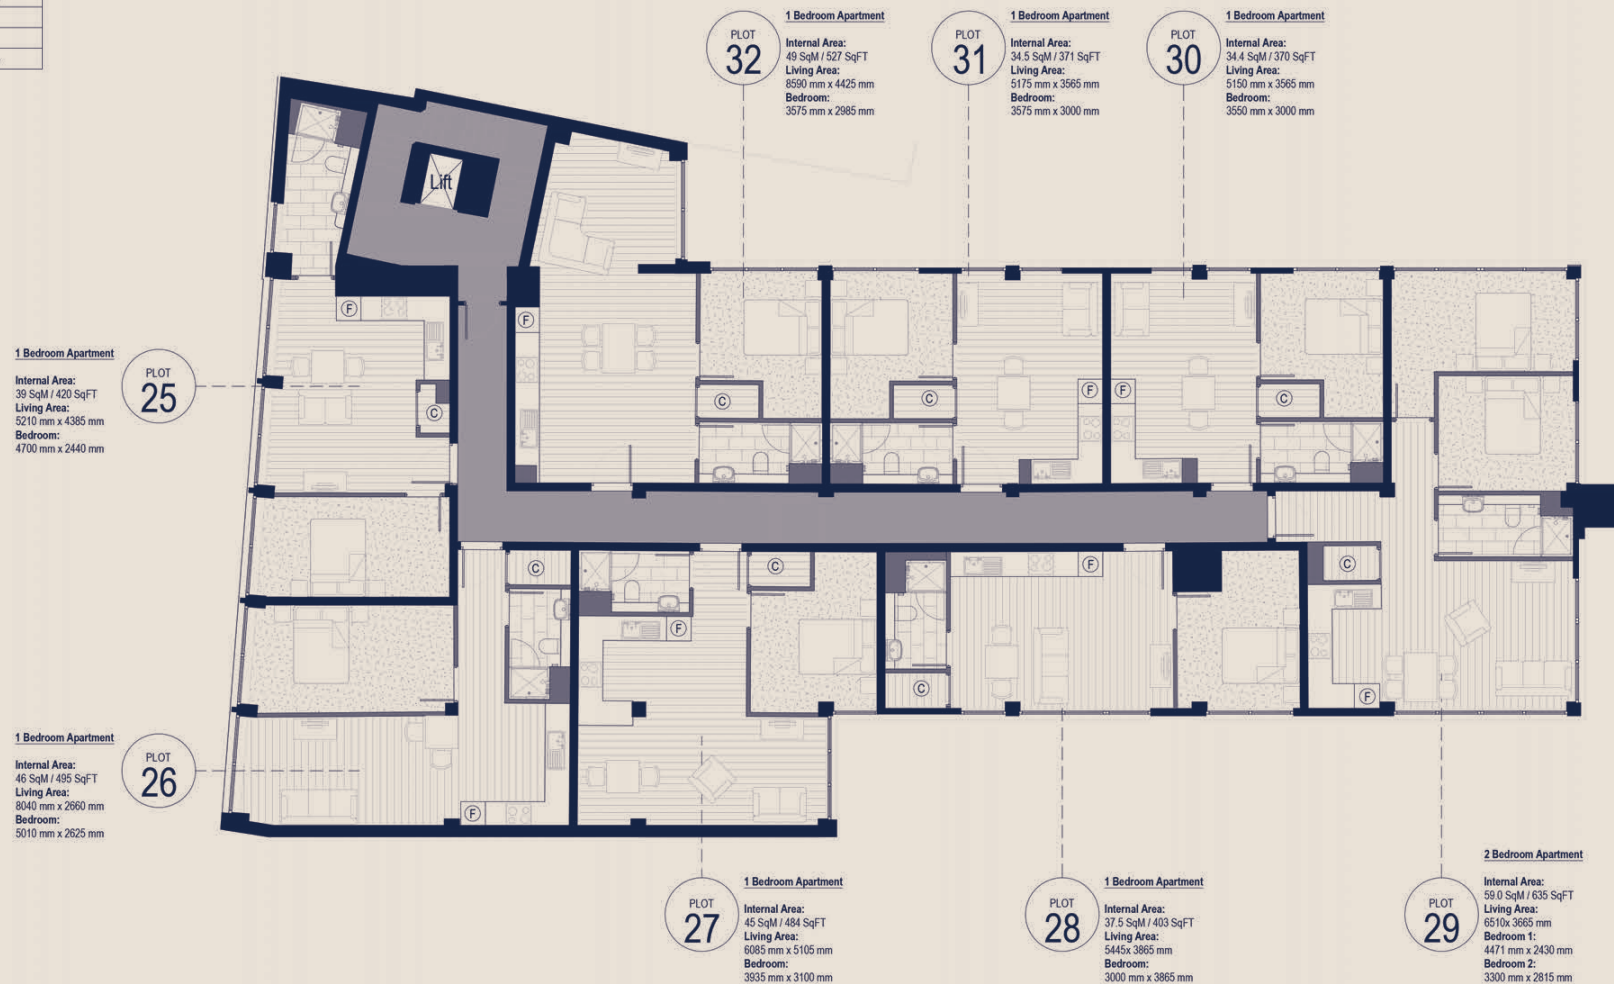 PLOT
32
1 Bedroom Apartment
Internal Area:
49 SqM / 527 SqFT
Living Area:
8590 mm x 4425 mm
Bedroom:
3575 mm x 2985 mm
PLOT
31
1 Bedroom Apartment
Internal Area:
34.5 SqM / 371 SqFT
Living Area:
5175 mm x 3565 mm
Bedroom:
3575 mm x 3000 mm
PLOT
30
1 Bedroom Apartment
Internal Area:
34.4 SqM / 370 SqFT
Living Area:
5150 mm x 3565 mm
Bedroom:
3550 mm x 3000 mm
Lift
F
F
F
F
C
C
C
C
1 Bedroom Apartment
Internal Area:
39 SqM / 420 SqFT
Living Area:
5210 mm x 4385 mm
Bedroom:
4700 mm x 2440 mm
PLOT
25
C
C
C
F
F
C
C
F
F
1 Bedroom Apartment
Internal Area:
46 SqM / 495 SqFT
Living Area:
8040 mm x 2660 mm
Bedroom:
5010 mm x 2625 mm
PLOT
26
PLOT
27
1 Bedroom Apartment
Internal Area:
45 SqM / 484 SqFT
Living Area:
6085 mm x 5105 mm
Bedroom:
3935 mm x 3100 mm
PLOT
28
1 Bedroom Apartment
Internal Area:
37.5 SqM / 403 SqFT
Living Area:
5445x 3865 mm
Bedroom:
3000 mm x 3865 mm
PLOT
29
2 Bedroom Apartment
Internal Area:
59.0 SqM / 635 SqFT
Living Area:
6510x 3665 mm
Bedroom 1:
4471 mm x 2430 mm
Bedroom 2:
3300 mm x 2815 mm